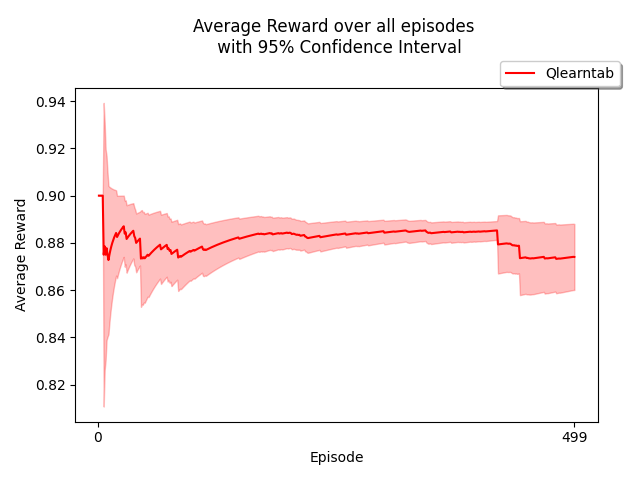 Average Reward over all episodes
with 95% Confidence Interval
Qlearntab
Average Reward
0.94
0.92
0.90
0.88
0.86
0.84
0.82
0
499
Episode